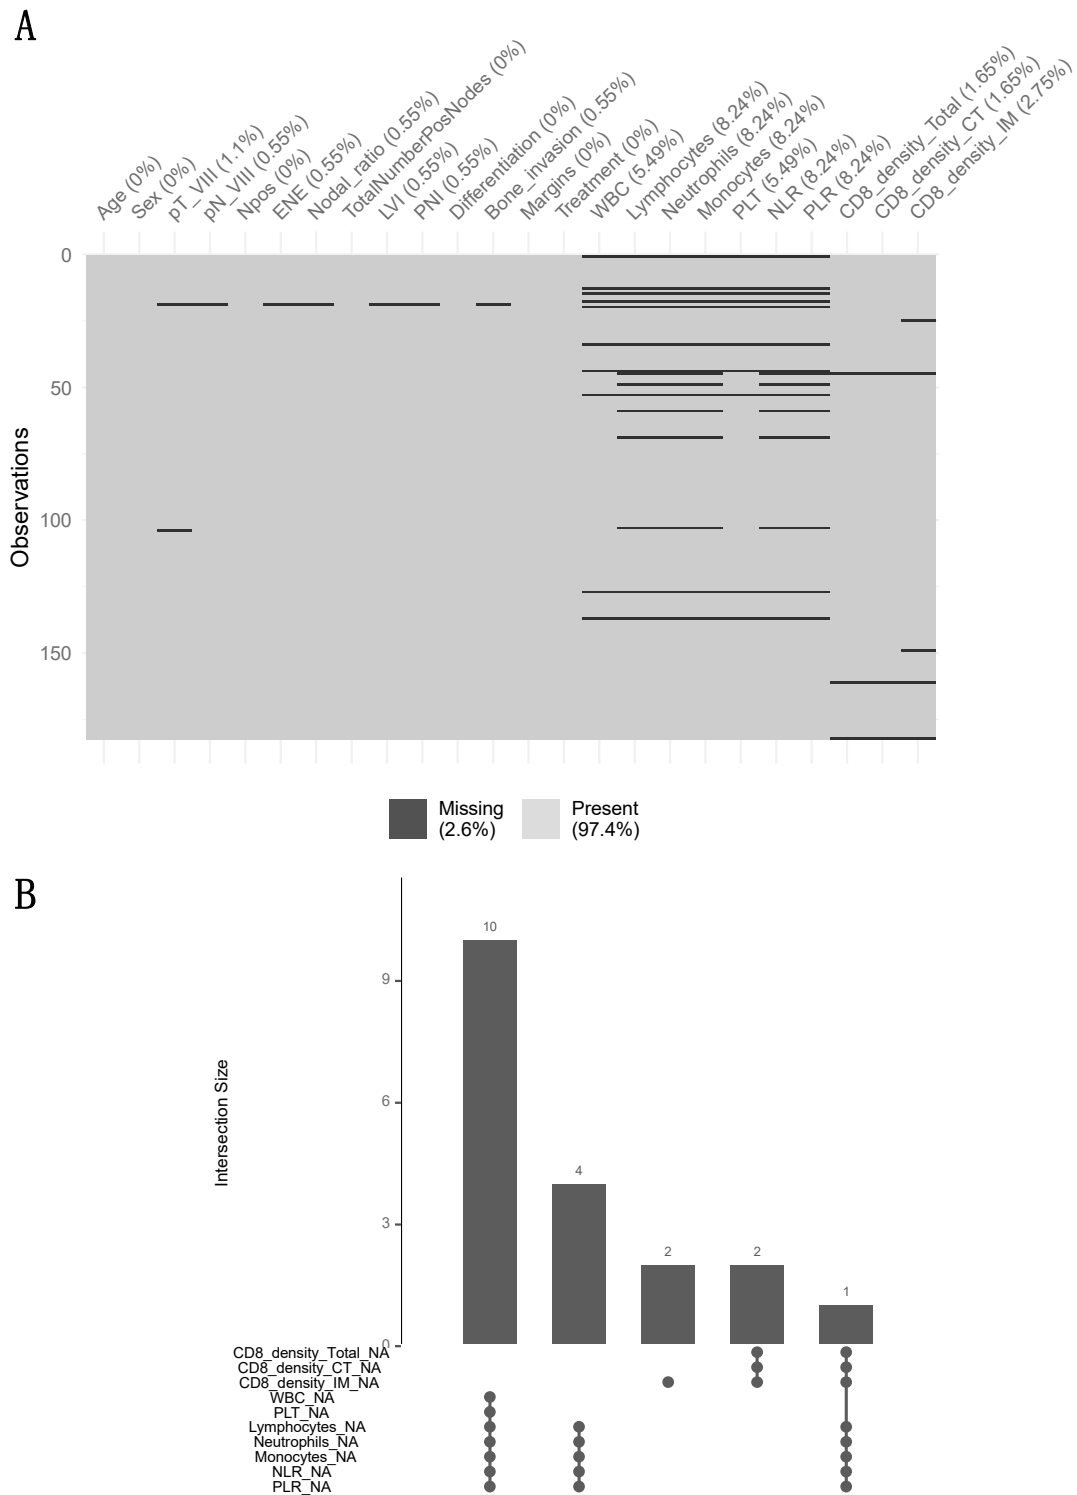 A
Age (0%)
Sex (0%)
pT_VIII (1.1%)
pN_VIII (0.55%)
Npos (0%)
ENE (0.55%)
Nodal_ratio (0.55%)
TotalNumberPosNodes (0%)
LVI (0.55%)
PNI (0.55%)
Differentiation (0%)
Bone_invasion (0.55%)
Margins (0%)
Treatment (0%)
WBC (5.49%)
Lymphocytes (8.24%)
Neutrophils (8.24%)
Monocytes (8.24%)
PLT (5.49%)
NLR (8.24%)
PLR (8.24%)
CD8_density_Total (1.65%)
CD8_density_CT (1.65%)
CD8_density_IM (2.75%)
0
50
100
150
Observations
Missing
(2.6%)
Present
(97.4%)
B
10
4
2
2
1
9
6
3
0
Intersection Size
CD8_density_Total_NA
CD8_density_CT_NA
CD8_density_IM_NA
WBC_NA
PLT_NA
Lymphocytes_NA
Neutrophils_NA
Monocytes_NA
NLR_NA
PLR_NA